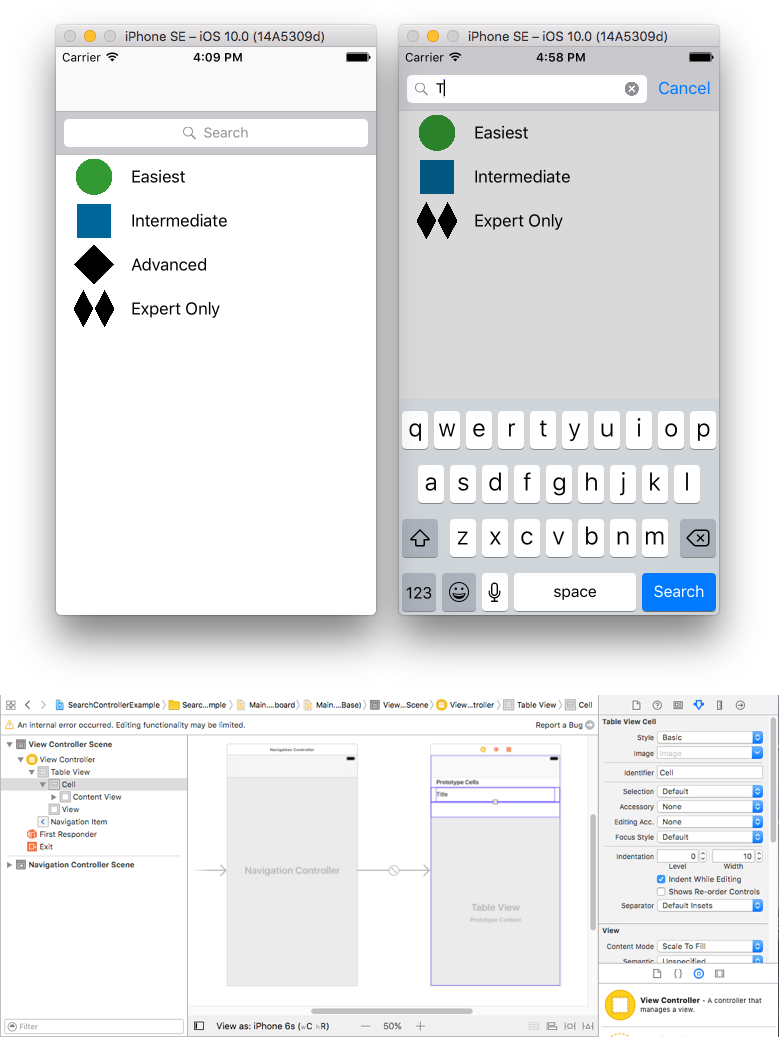 iPhone SE – iOS 10.0 (14A5309d)
Carrier 4:09 PM
Search
Easiest
Intermediate
Advanced
Expert Only
iPhone SE – iOS 10.0 (14A5309d)
Carrier 4:58 PM
T Cancel
Easiest
Intermediate
Expert Only
q w e r t y u i o p
a s d f g h j k l
z x c v b n m
123 space Search
SearchControllerExample Searc...mple Main....board Main....Base) View...Scene View...troller Table View Cell
An internal error occurred. Editing functionality may be limited. Report a Bug
View Controller Scene
View Controller
Table View
Cell
Content View
View
Navigation Item
First Responder
Exit
Navigation Controller Scene
Filter
Navigation Controller
Navigation Controller
Prototype Cells
Title
Table View
Prototype Content
View as: iPhone 6s (wC hR) — 50% +
Table View Cell
Style Basic
Image Image
Identifier Cell
Selection Default
Accessory None
Editing Acc. None
Focus Style Default
Indentation 0 10
Level Width
Indent While Editing
Shows Re-order Controls
Separator Default Insets
View
Content Mode Scale To Fill
Semantic Unspecified
{ }
View Controller - A controller that
manages a view.